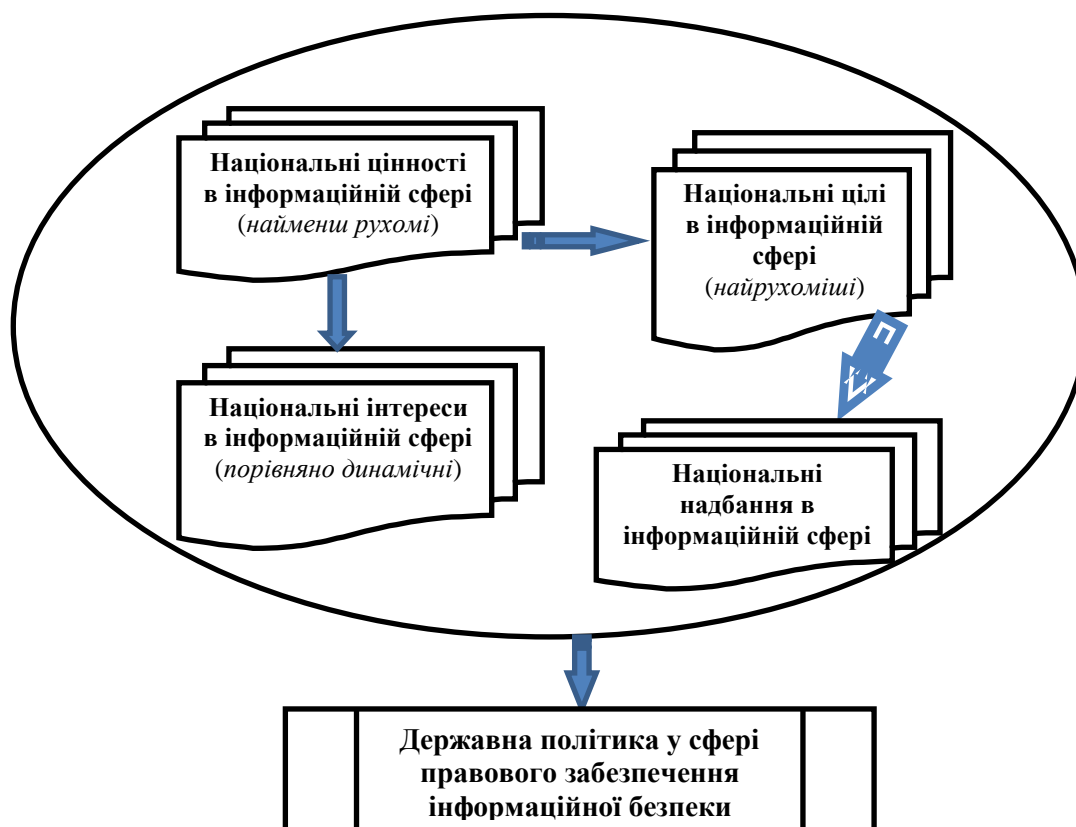 Національні цінності
в інформаційній сфері
(найменш рухомі)
Національні цілі
в інформаційній
сфері
(найрухоміші)
Національні інтереси
в інформаційній сфері
(порівняно динамічні)
Національні
надбання в
інформаційній сфері
Державна політика у сфері
правового забезпечення
інформаційної безпеки